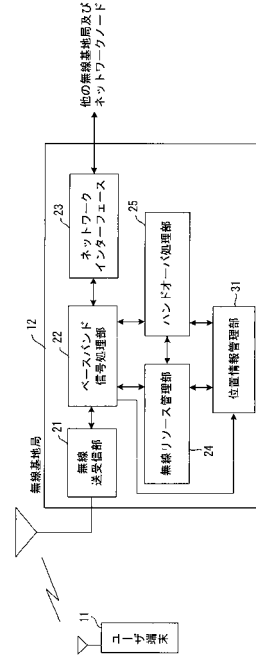 無線基地局
12
他の無線基地局及び
ネットワークノード
21
無線
送受信部
22
ベースバンド
信号処理部
23
ネットワーク
インターフェース
無線リソース管理部
24
ハンドオーバ処理部
25
位置情報管理部
31
11
ユーザ
端末